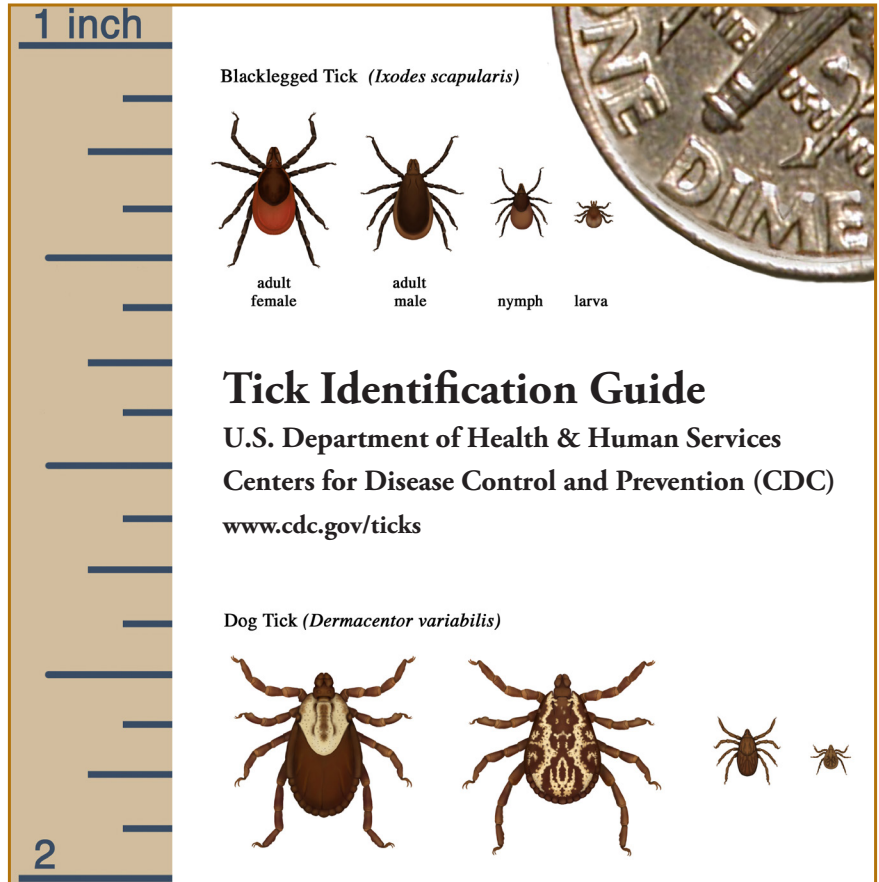 1 inch
Blacklegged Tick (Ixodes scapularis)
DIME
adult
female
adult
male
nymph
larva
Tick Identification Guide
U.S. Department of Health & Human Services
Centers for Disease Control and Prevention (CDC)
www.cdc.gov/ticks
Dog Tick (Dermacentor variabilis)
2